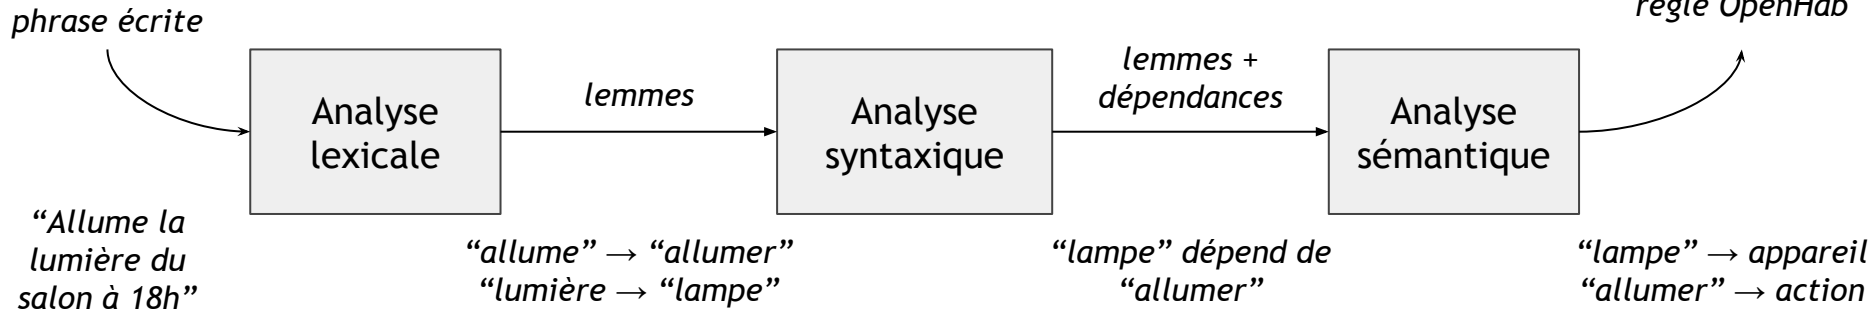 phrase écrite
règle OpenHab
Analyse
lexicale
lemmes
Analyse
syntaxique
lemmes +
dépendances
Analyse
sémantique
“Allume la
lumière du
salon à 18h”
“allume” → “allumer”
“lumière → “lampe”
“lampe” dépend de
“allumer”
“lampe” → appareil
“allumer” → action